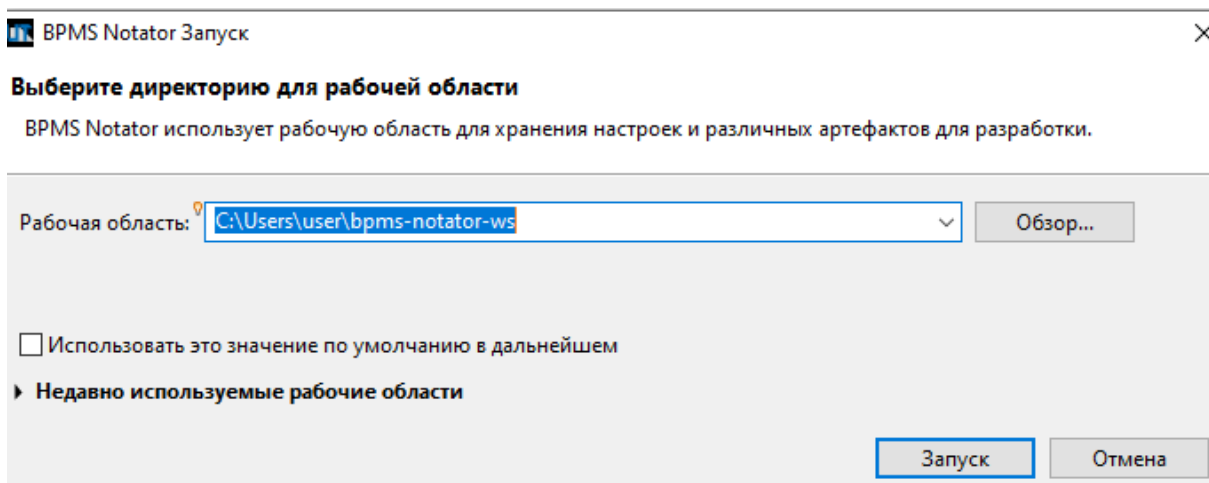 BPMS Notator Запуск
Выберите директорию для рабочей области
BPMS Notator использует рабочую область для хранения настроек и различных артефактов для разработки.
Рабочая область: C:\Users\user\bpms-notator-ws Обзор...
Использовать это значение по умолчанию в дальнейшем
Недавно используемые рабочие области
Запуск Отмена